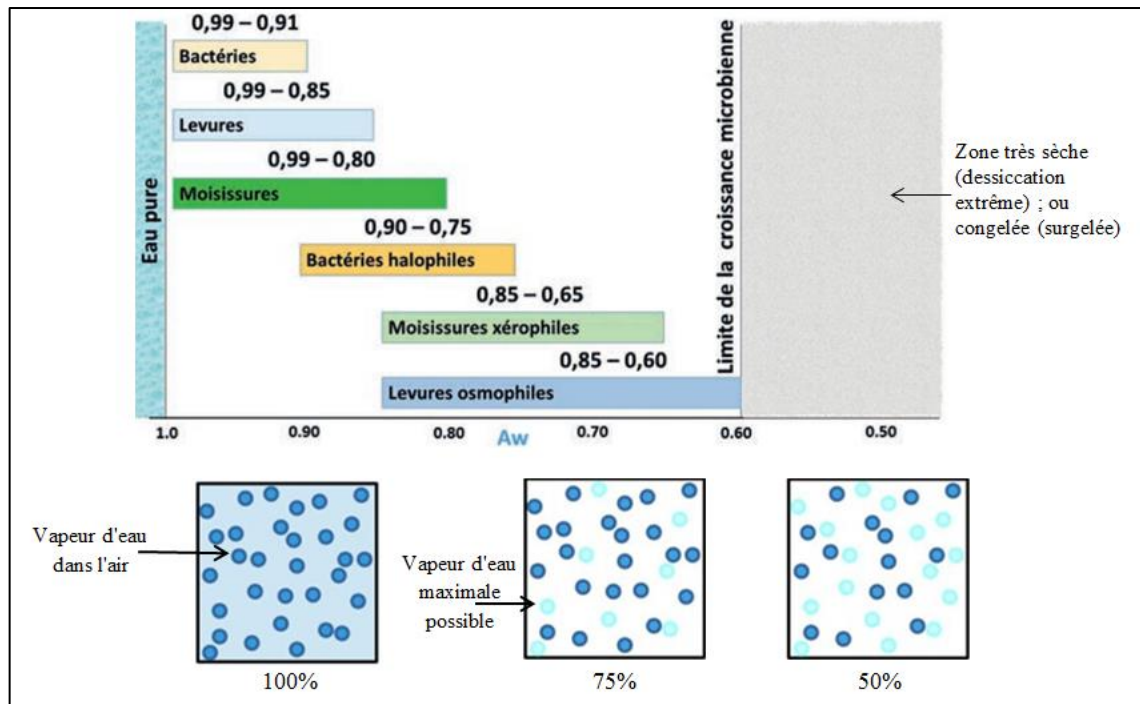 0,99 – 0,91
Bactéries
0,99 – 0,85
Levures
0,99 – 0,80
Moisissures
0,90 – 0,75
Bactéries halophiles
0,85 – 0,65
Moisissures xérophiles
0,85 – 0,60
Levures osmophiles
Eau pure
Limite de la croissance microbienne
Zone très sèche
(dessiccation
extrême) ; ou
congelée (surgelée)
1.0
0.90
Aw
0.80
0.70
0.60
0.50
Vapeur d'eau
dans l'air
Vapeur d'eau
maximale
possible
100%
75%
50%